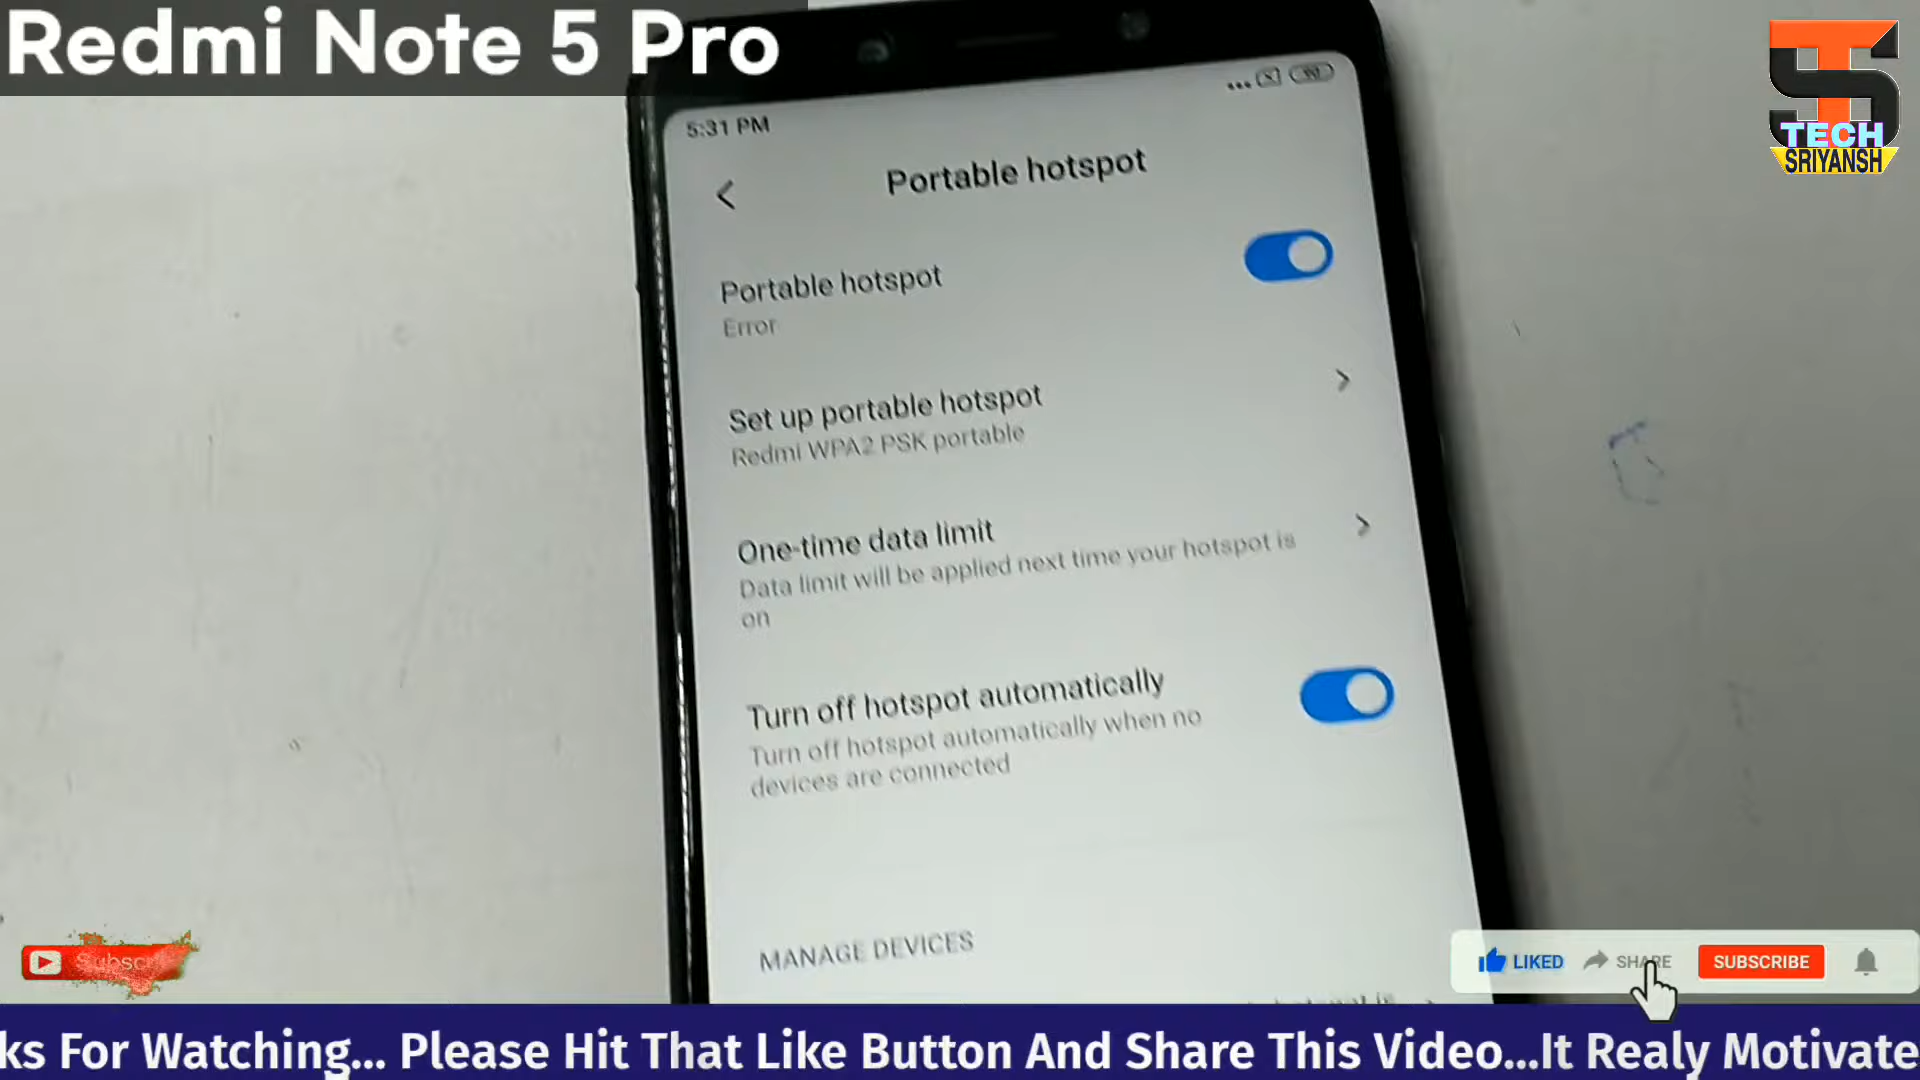 Redmi Note 5 Pro
TECH
SRIYANSH
5:31 PM
Portable hotspot
Portable hotspot
Error
Set up portable hotspot
Redmi WPA2 PSK portable
One-time data limit
Data limit will be applied next time your hotspot is
on
Turn off hotspot automatically
Turn off hotspot automatically when no
devices are connected
MANAGE DEVICES
LIKED SHARE SUBSCRIBE
ks For Watching... Please Hit That Like Button And Share This Video...It Realy Motivate